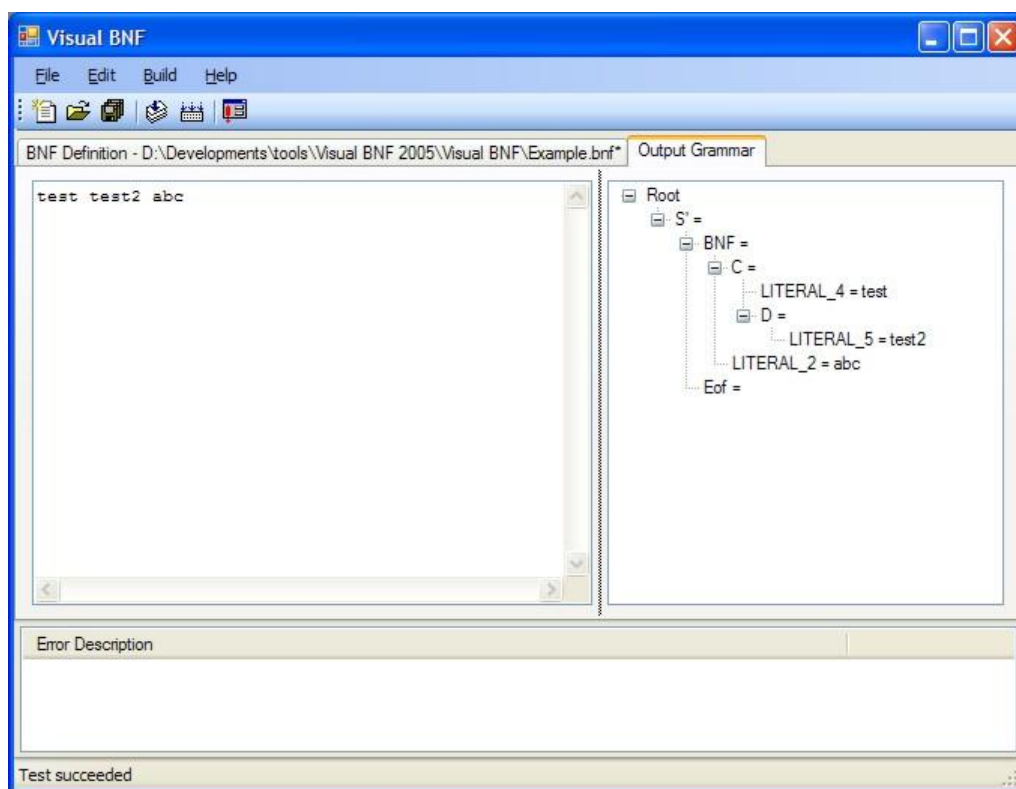 Visual BNF
File Edit Build Help
BNF Definition - D:\Developments\tools\Visual BNF 2005\Visual BNF\Example.bnf* Output Grammar
test test2 abc
Root
S' =
BNF =
C =
LITERAL_4 = test
D =
LITERAL_5 = test2
LITERAL_2 = abc
Eof =
Error Description
Test succeeded